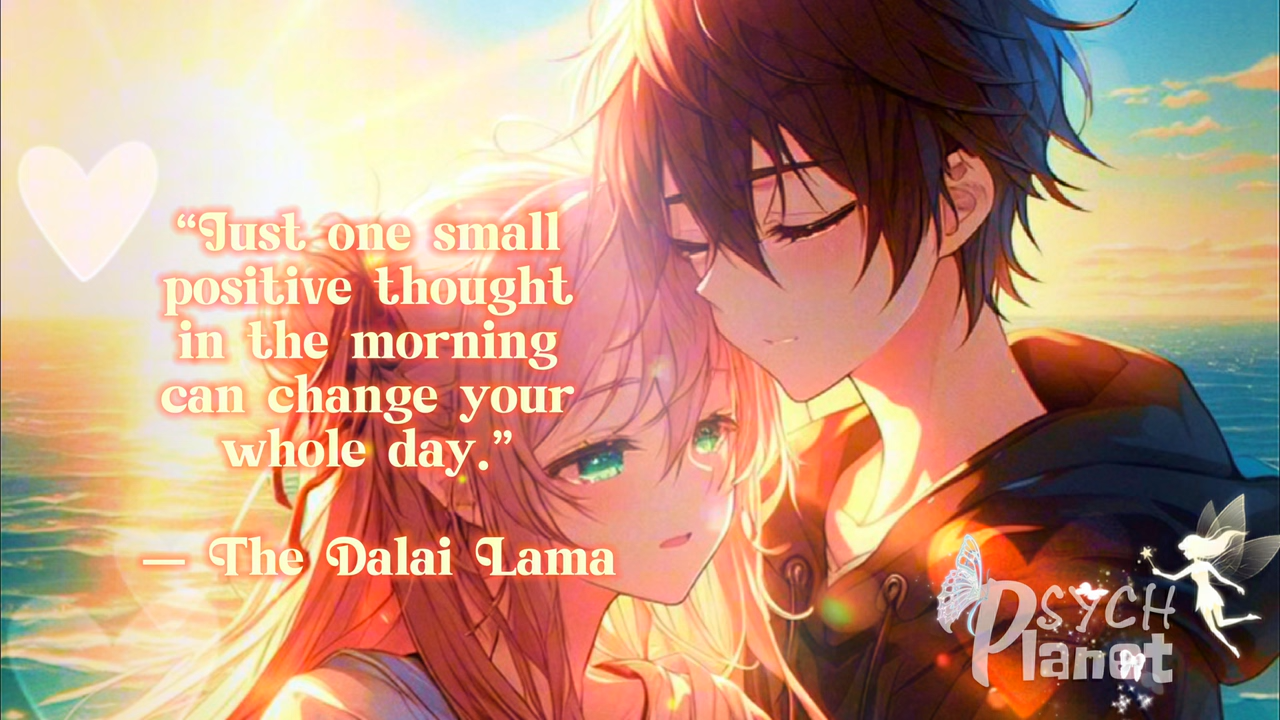 “Just one small
positive thought
in the morning
can change your
whole day.”
— The Dalai Lama
PSYCH
Planet